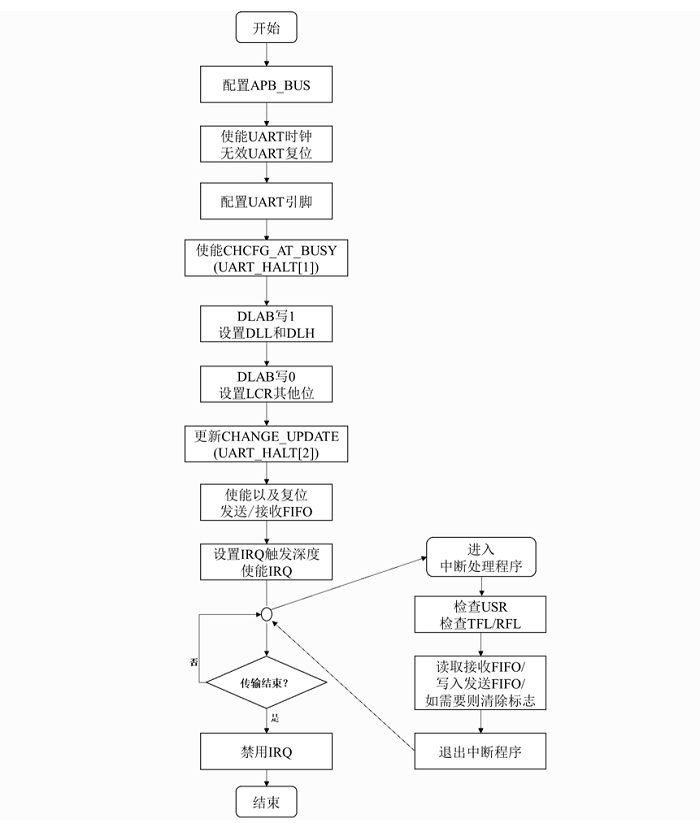 开始
配置APB_BUS
使能UART时钟
无效UART复位
配置UART引脚
使能CHCFG_AT_BUSY
(UART_HALT[1])
DLAB写1
设置DLL和DLH
DLAB写0
设置LCR其他位
更新CHANGE_UPDATE
(UART_HALT[2])
使能以及复位
发送/接收FIFO
设置IRQ触发深度
使能IRQ
否
传输结束?
是
禁用IRQ
结束
进入
中断处理程序
检查USR
检查TFL/RFL
读取接收FIFO/
写入发送FIFO/
如需要则清除标志
退出中断程序